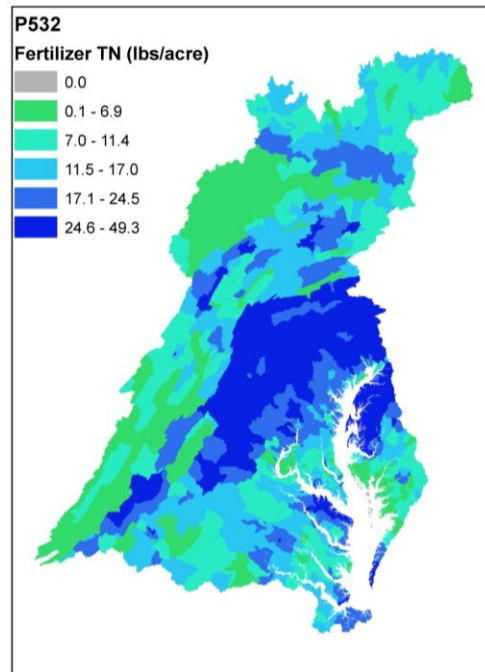 P532
Fertilizer TN (lbs/acre)
0.0
0.1 - 6.9
7.0 - 11.4
11.5 - 17.0
17.1 - 24.5
24.6 - 49.3